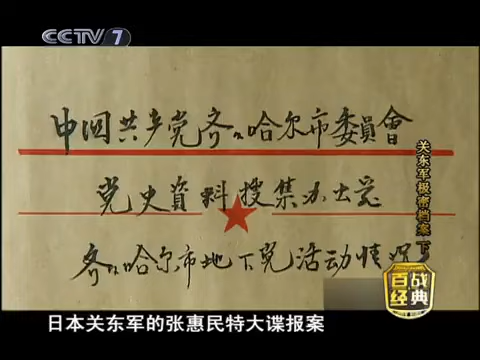 CCTV 7
中国共产党齐々哈尔市委員會
党史資料搜集办公室
齐々哈尔市地下党活动情况
关东军极密档案 下
百战经典
日本关东军的张惠民特大谍报案